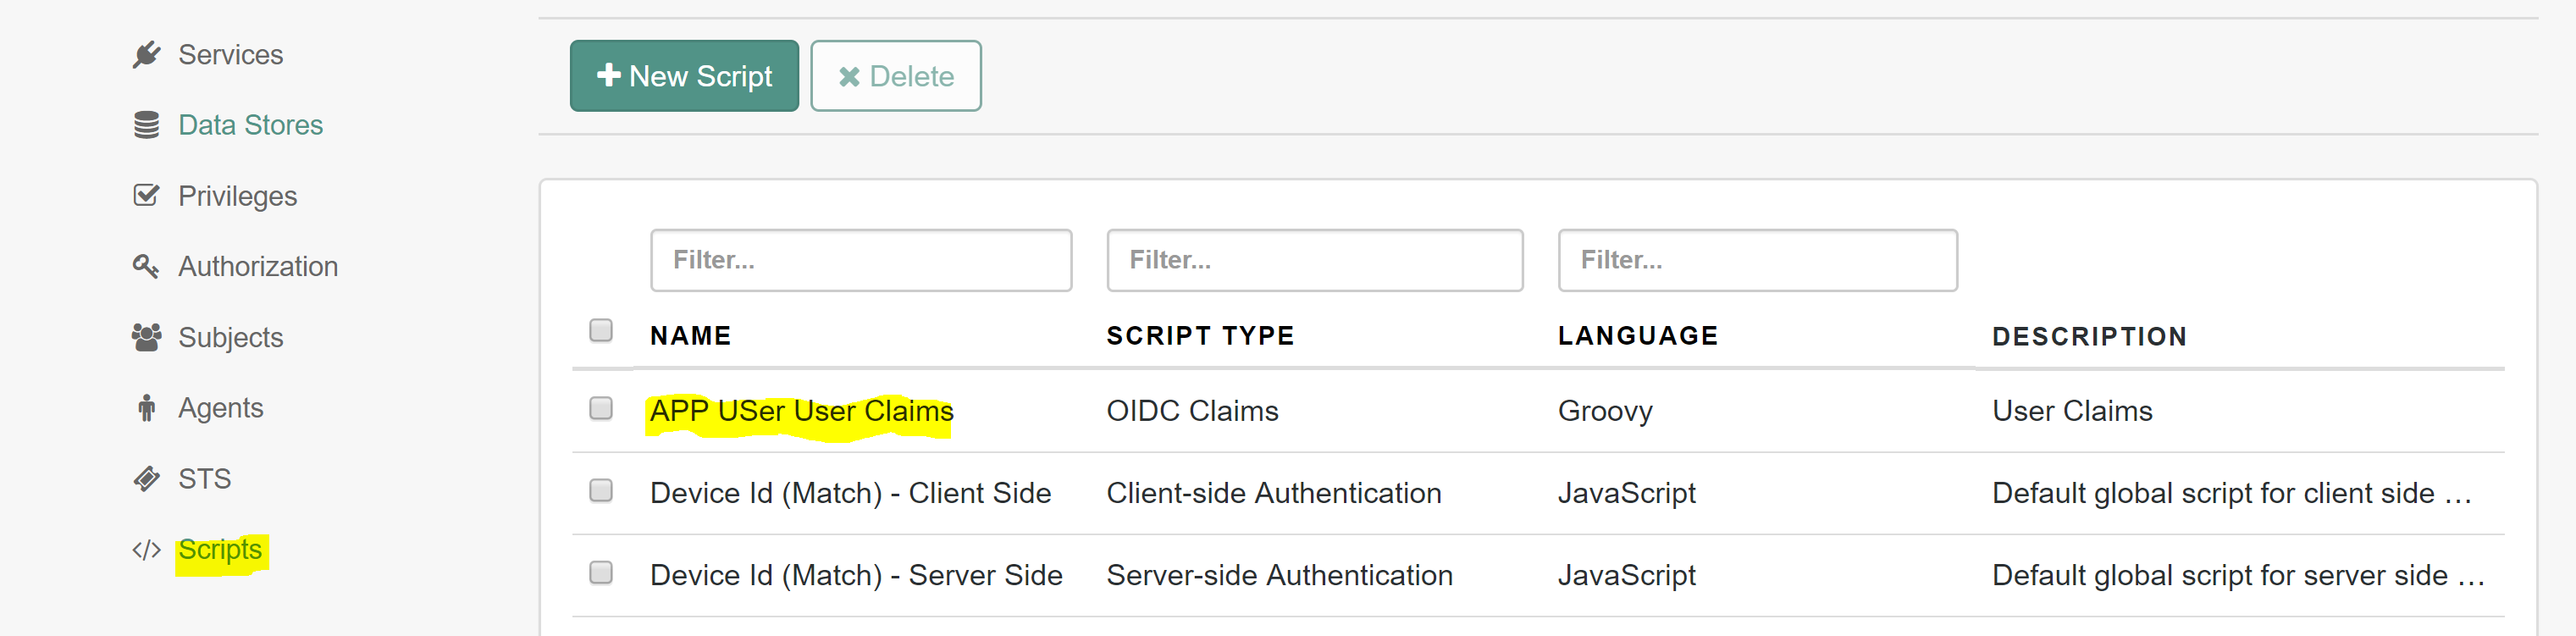 Services
Data Stores
Privileges
Authorization
Subjects
Agents
STS
Scripts
New Script Delete
Filter... Filter... Filter...
NAME SCRIPT TYPE LANGUAGE DESCRIPTION
APP USer User Claims OIDC Claims Groovy User Claims
Device Id (Match) - Client Side Client-side Authentication JavaScript Default global script for client side ...
Device Id (Match) - Server Side Server-side Authentication JavaScript Default global script for server side ...